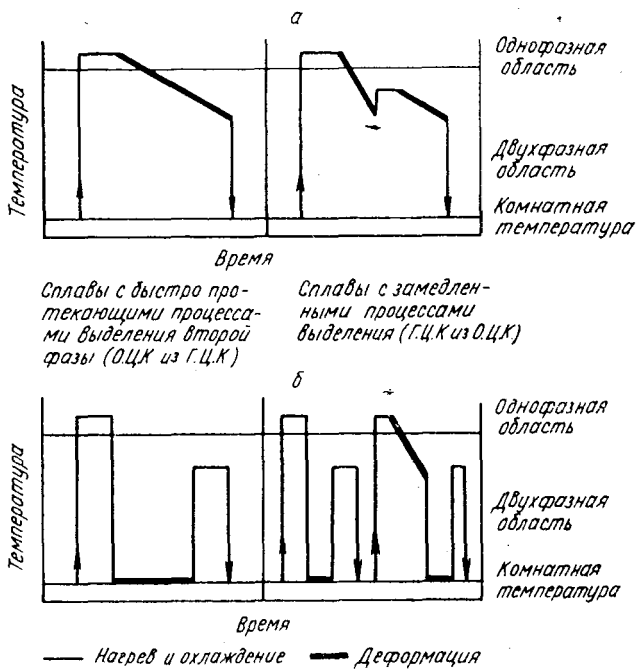 а
Однофазная
область
Температура
Двухфазная
область
Комнатная
температура
Время
Сплавы с быстро про-
текающими процесса-
ми выделения второй
фазы (О.Ц.К из Г.Ц.К)
Сплавы с замедлен-
ными процессами
выделения (Г.Ц.К из О.Ц.К)
б
Однофазная
область
Температура
Двухфазная
область
Комнатная
температура
Время
Нагрев и охлаждение
Деформация